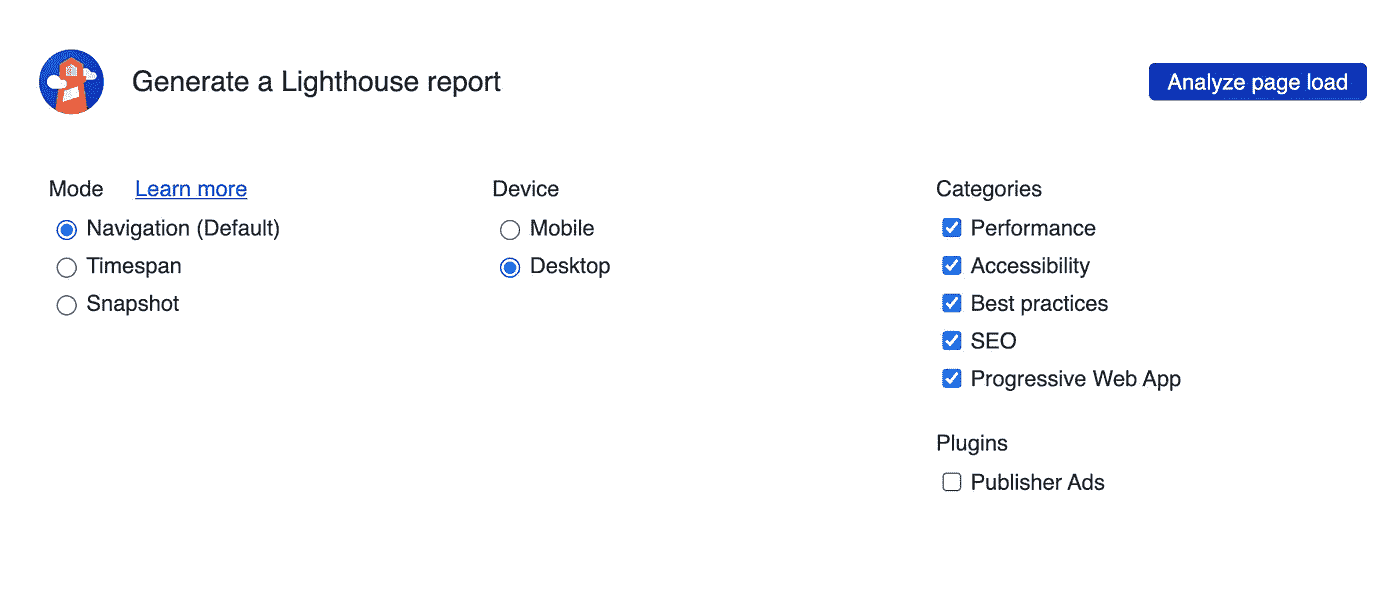 Generate a Lighthouse report
Analyze page load
Mode Learn more
Navigation (Default)
Timespan
Snapshot
Device
Mobile
Desktop
Categories
Performance
Accessibility
Best practices
SEO
Progressive Web App
Plugins
Publisher Ads